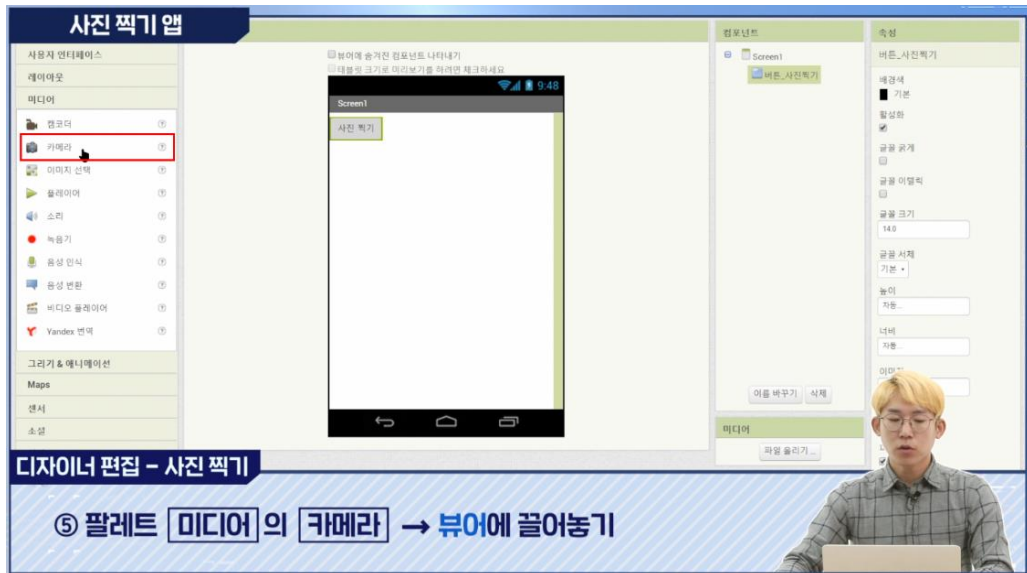 사진 찍기 앱
사용자 인터페이스
레이아웃
미디어
캠코더
카메라
이미지 선택
플레이어
소리
녹음기
음성 인식
음성 변환
비디오 플레이어
Yandex 번역
그리기 & 애니메이션
Maps
센서
소셜
뷰어에 숨겨진 컴포넌트 나타내기
태블릿 크기로 미리보기를 하려면 체크하세요
9:48
Screen1
사진 찍기
컴포넌트
Screen1
버튼_사진찍기
이름 바꾸기 삭제
미디어
파일 올리기 ...
속성
버튼_사진찍기
배경색
기본
활성화
글꼴 굵게
글꼴 이탤릭
글꼴 크기
14.0
글꼴 서체
기본
높이
자동...
너비
자동...
이미지
디자이너 편집 – 사진 찍기
⑤ 팔레트 미디어 의 카메라 → 뷰어에 끌어놓기